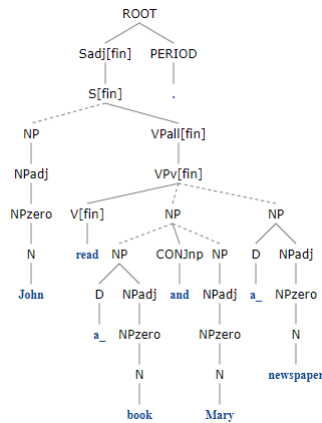 ROOT
Sadj[fin] PERIOD
S[fin] .
NP VPall[fin]
NPadj VPv[fin]
NPzero V[fin] NP NP
N read NP CONJnp NP D NPadj
John D NPadj and NPadj a_ NPzero
a_ NPzero NPzero N
N N newspaper
book Mary